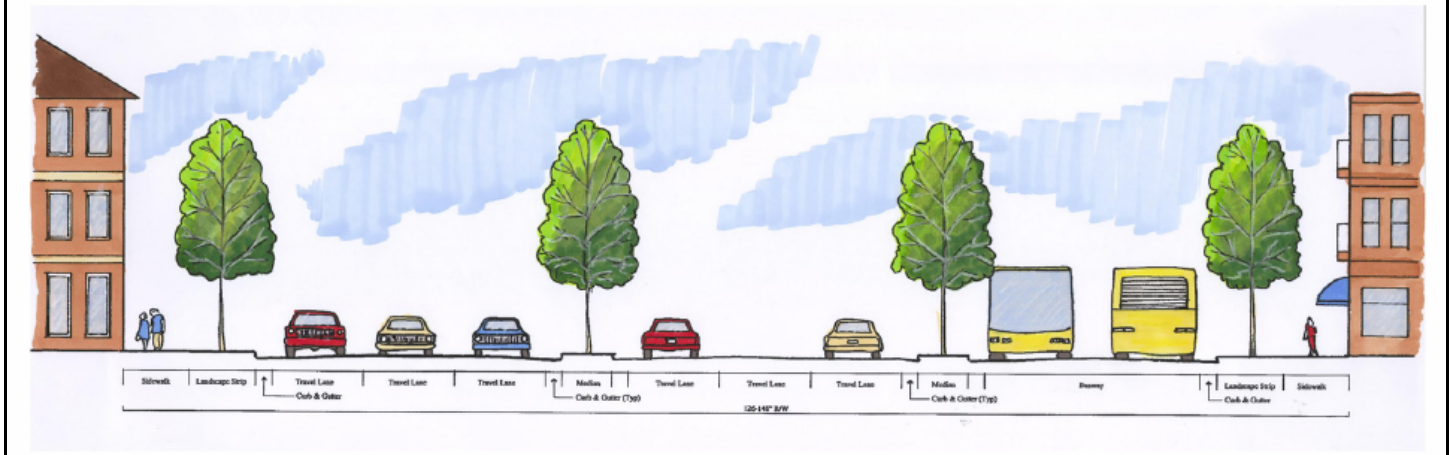 Sidewalk
Landscape Strip
Travel Lane
Travel Lane
Travel Lane
Median
Travel Lane
Travel Lane
Travel Lane
Median
Busway
Landscape Strip
Sidewalk
Curb & Gutter
Curb & Gutter (Typ)
Curb & Gutter (Typ)
Curb & Gutter
R/W